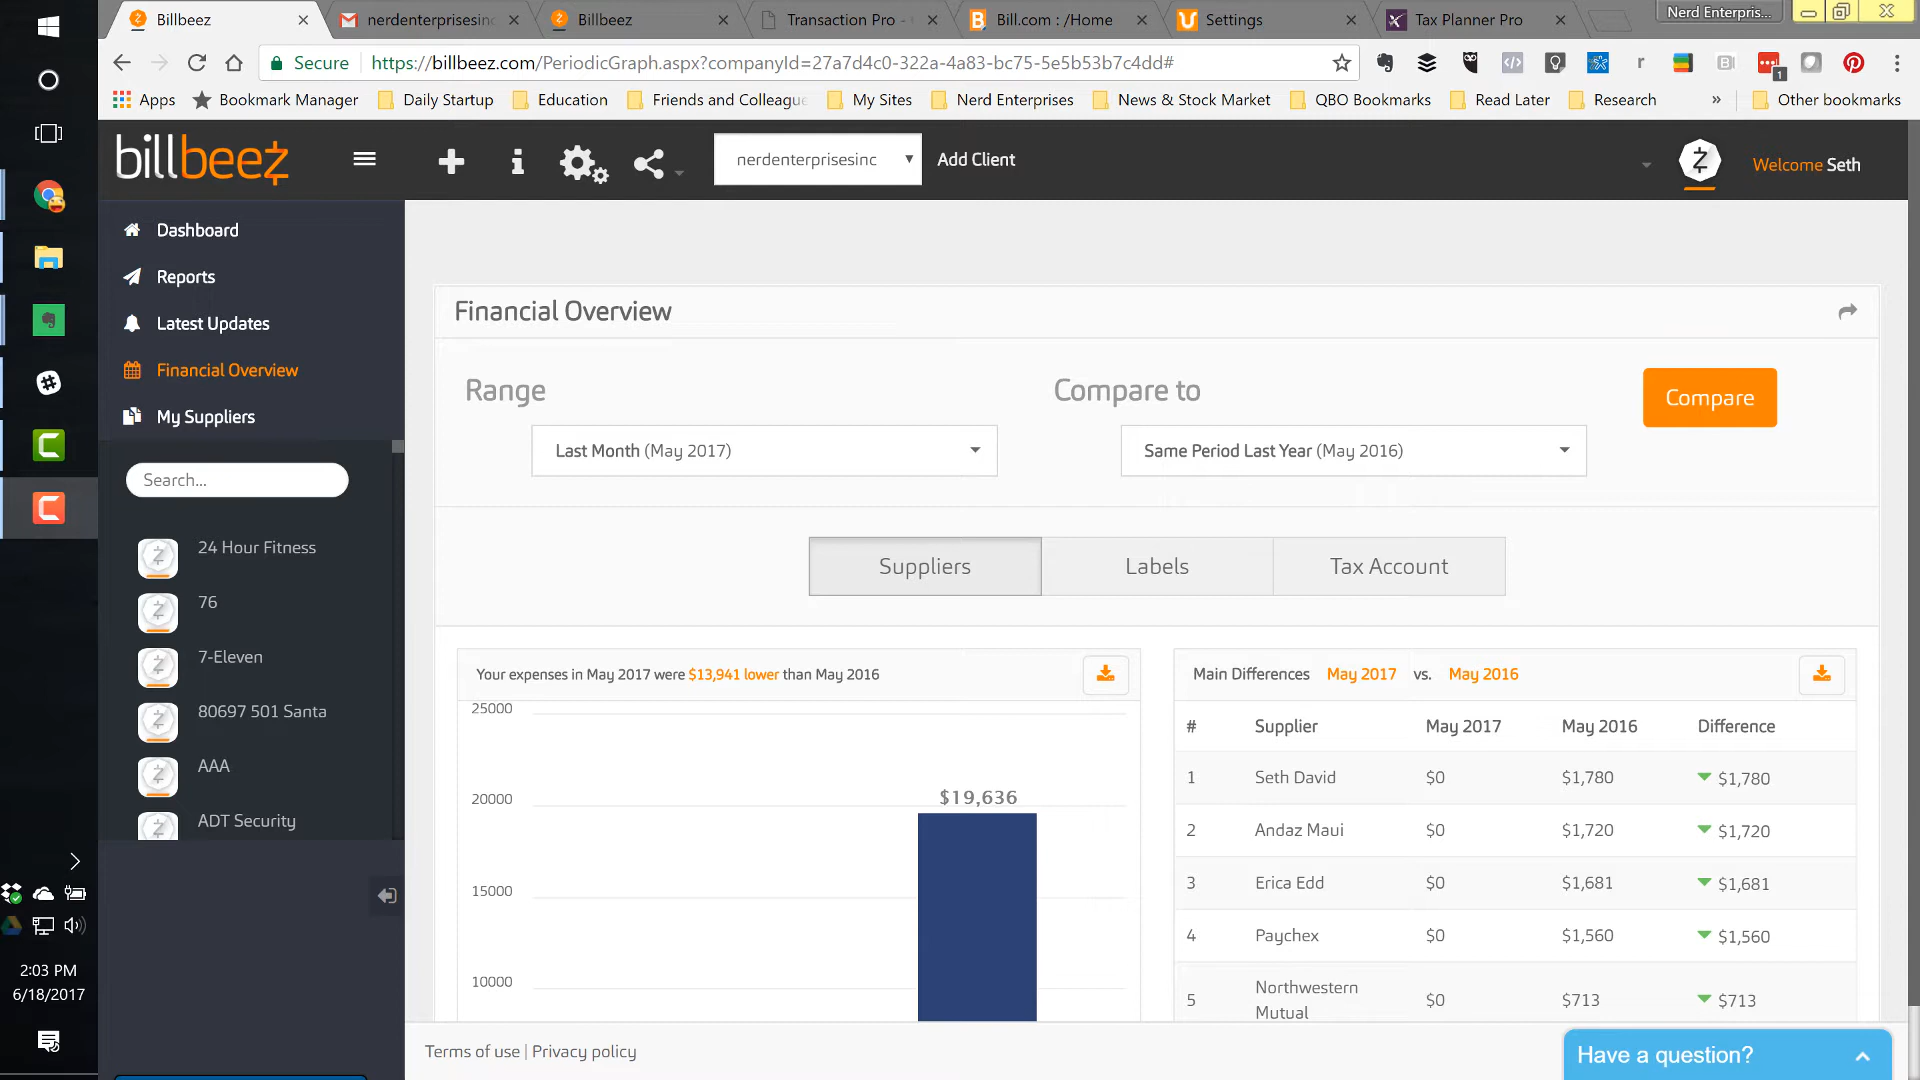 Billbeez
nerdenterprisesinc
Billbeez
Transaction Pro -
Bill.com : /Home
Settings
Tax Planner Pro
Nerd Enterpris...
Secure
https://billbeez.com/PeriodicGraph.aspx?companyId=27a7d4c0-322a-4a83-bc75-5e5b53b7c4dd#
1
Apps
Bookmark Manager
Daily Startup
Education
Friends and Colleague
My Sites
Nerd Enterprises
News & Stock Market
QBO Bookmarks
Read Later
Research
»
Other bookmarks
billbeez
nerdenterprisesinc
Add Client
Welcome Seth
Dashboard
Reports
Latest Updates
Financial Overview
My Suppliers
Search...
24 Hour Fitness
76
7-Eleven
80697 501 Santa
AAA
ADT Security
Financial Overview
Range
Compare to
Compare
Last Month (May 2017)
Same Period Last Year (May 2016)
Suppliers
Labels
Tax Account
Your expenses in May 2017 were $13,941 lower than May 2016
25000
20000
15000
10000
$19,636
Main Differences May 2017 vs. May 2016
# Supplier May 2017 May 2016 Difference
1 Seth David $0 $1,780 $1,780
2 Andaz Maui $0 $1,720 $1,720
3 Erica Edd $0 $1,681 $1,681
4 Paychex $0 $1,560 $1,560
5 Northwestern Mutual $0 $713 $713
Terms of use | Privacy policy
Have a question?
2:03 PM
6/18/2017